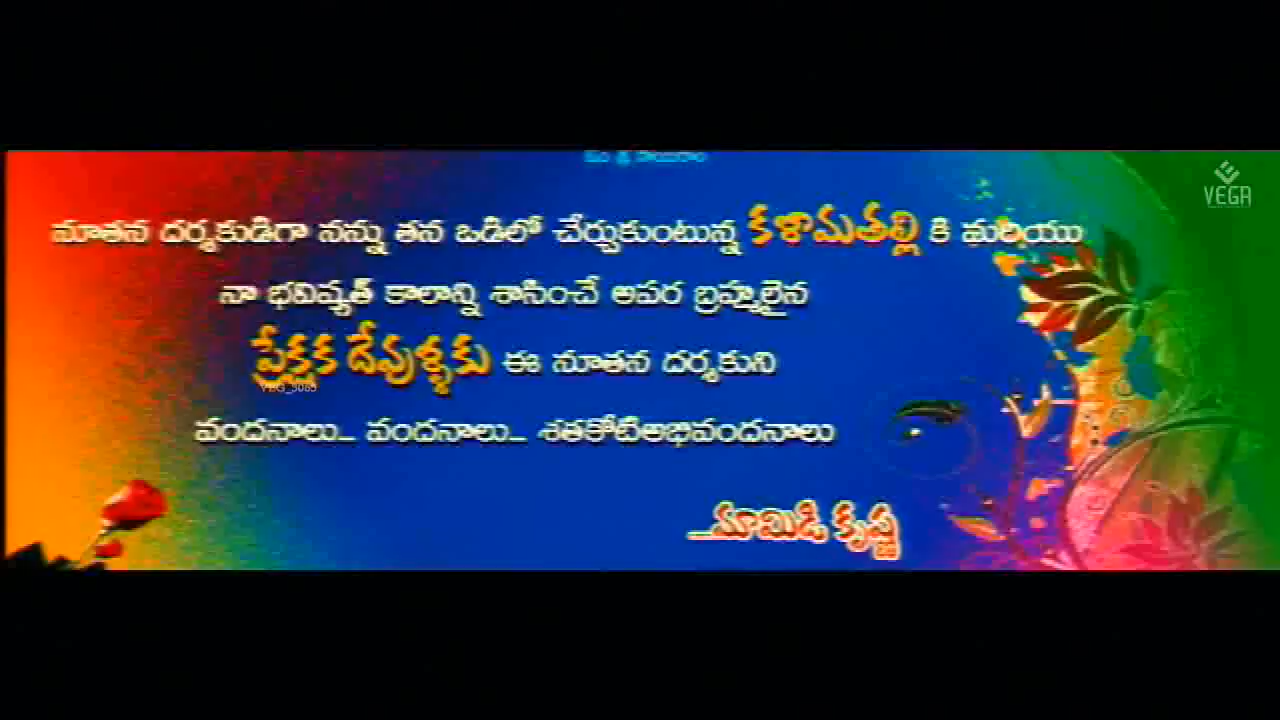 ఓం శ్రీ సాయిరాం
VEGA
నూతన దర్శకుడిగా నన్ను తన ఒడిలో చేర్చుకుంటున్న కళామతల్లి కి మరియు
నా భవిష్యత్ కాలాన్ని శాసించే అపర బ్రహ్మలైన
ప్రేక్షక దేవుళ్ళకు ఈ నూతన దర్శకుని
VEG_5065
వందనాలు... వందనాలు... శతకోటిఅభివందనాలు
...మామిడి కృష్ణ